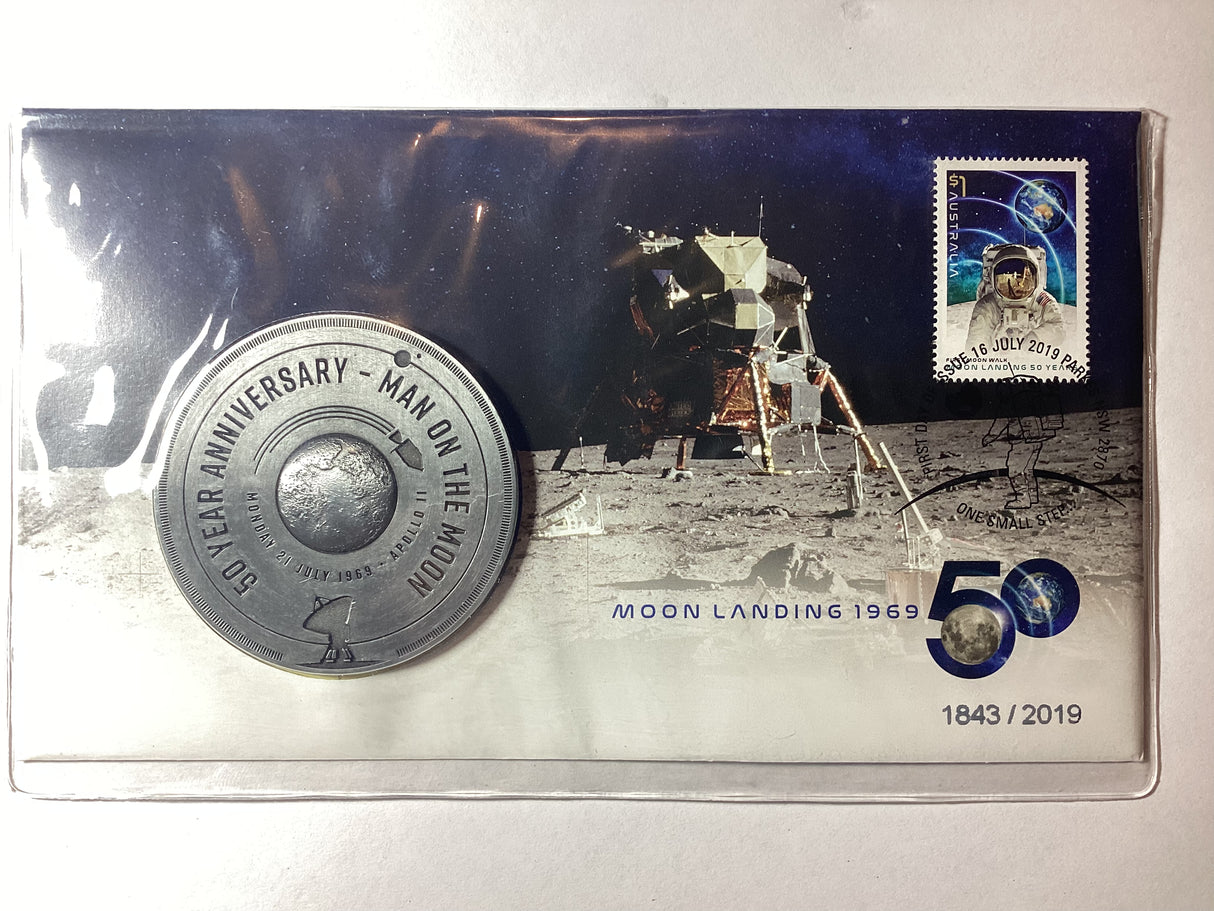 $1 AUSTRALIA
FIRST MOON WALK
MOON LANDING 50 YEARS
50 YEAR ANNIVERSARY – MAN ON THE MOON
MONDAY 21 JULY 1969 - APOLLO 11
FIRST DAY OF ISSUE 16 JULY 2019 NSW 2870
ONE SMALL STEP...
MOON LANDING 1969 50
1843 / 2019